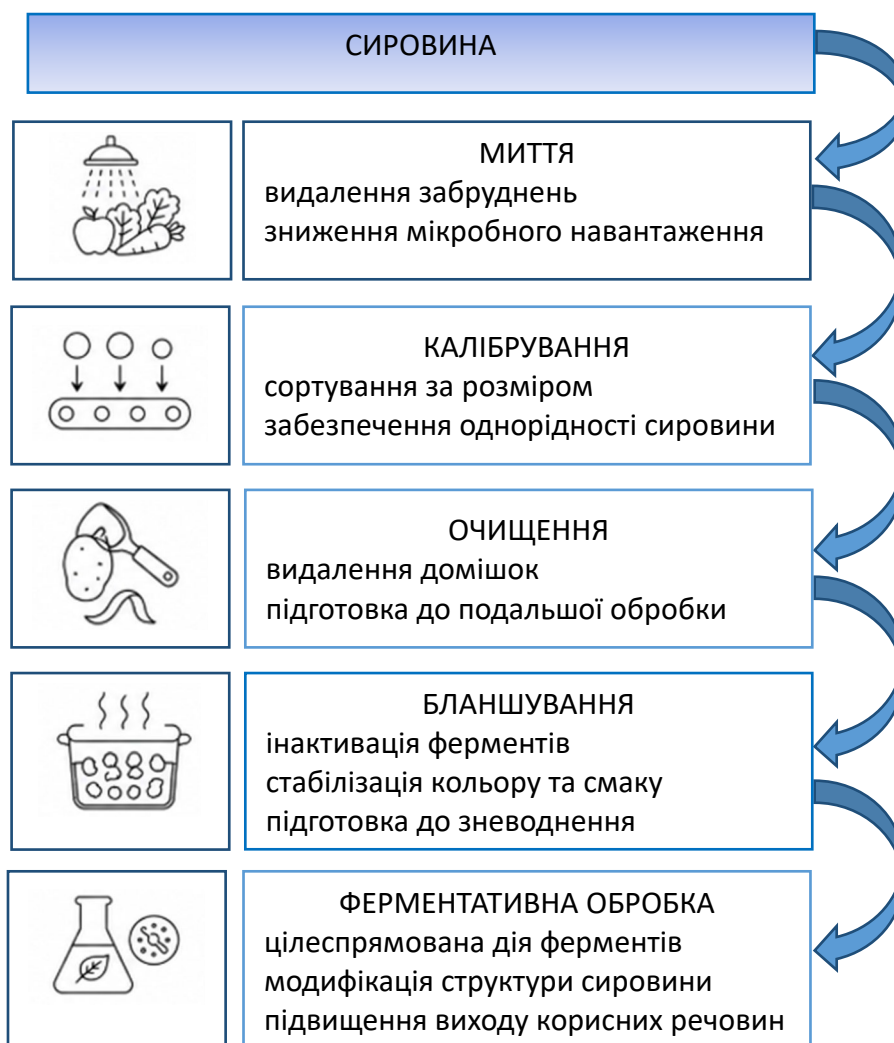 СИРОВИНА
МИТТЯ
видалення забруднень
зниження мікробного навантаження
КАЛІБРУВАННЯ
сортування за розміром
забезпечення однорідності сировини
ОЧИЩЕННЯ
видалення домішок
підготовка до подальшої обробки
БЛАНШУВАННЯ
інактивація ферментів
стабілізація кольору та смаку
підготовка до зневоднення
ФЕРМЕНТАТИВНА ОБРОБКА
цілеспрямована дія ферментів
модифікація структури сировини
підвищення виходу корисних речовин